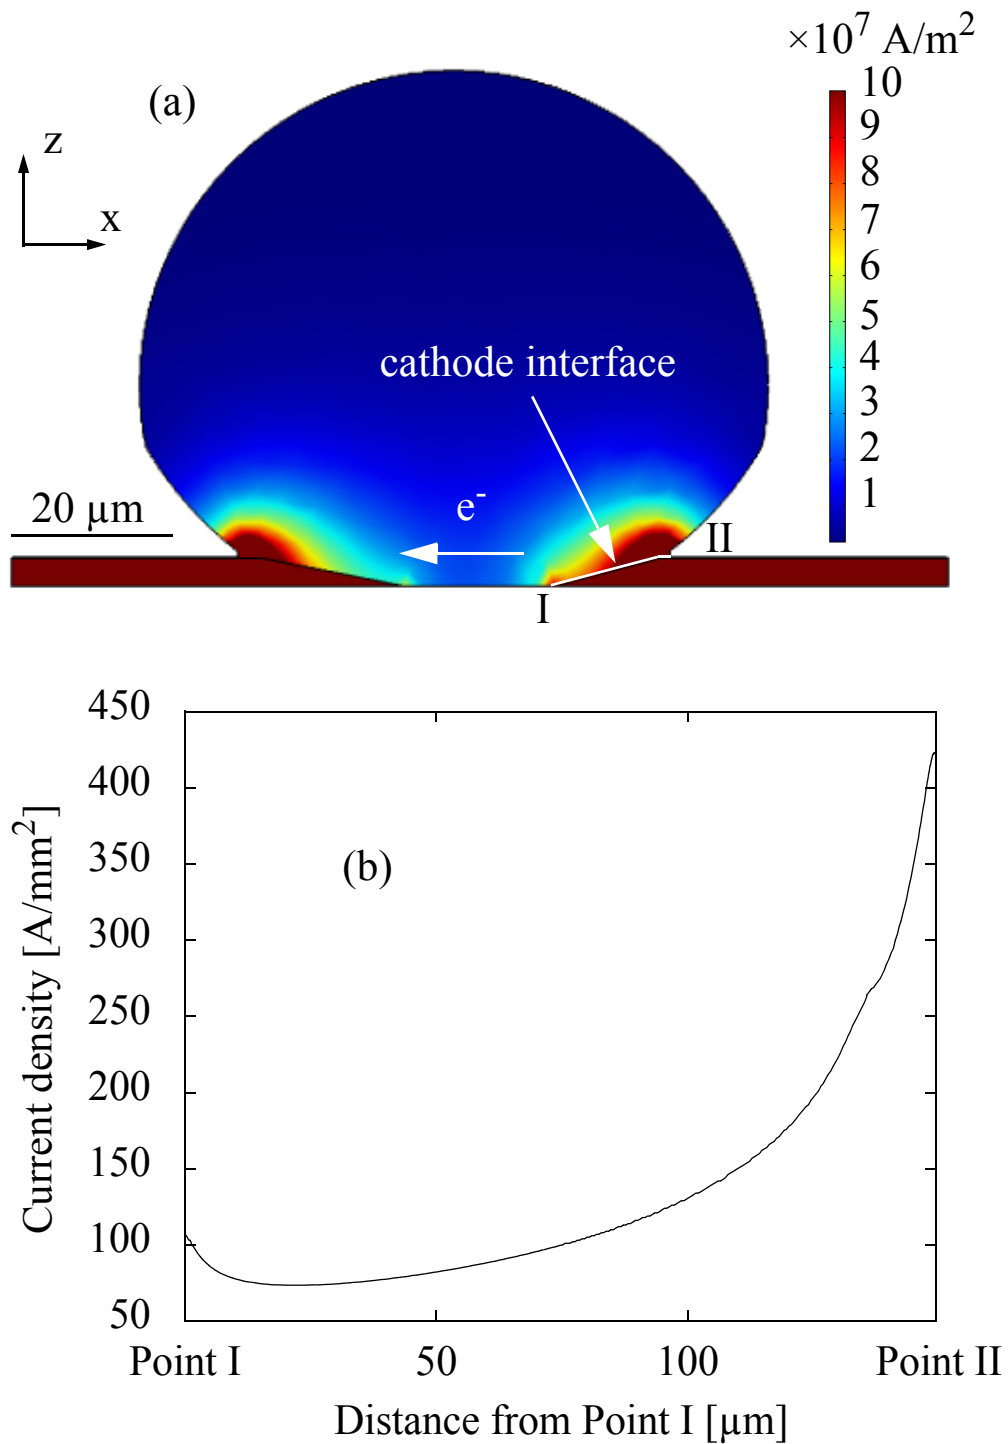 ×10⁷ A/m²
(a)
z
x
10
9
8
7
6
5
4
3
2
1
cathode interface
20 µm
e⁻
II
I
450
400
350
300
250
200
150
100
50
Current density [A/mm²]
(b)
Point I 50 100 Point II
Distance from Point I [µm]